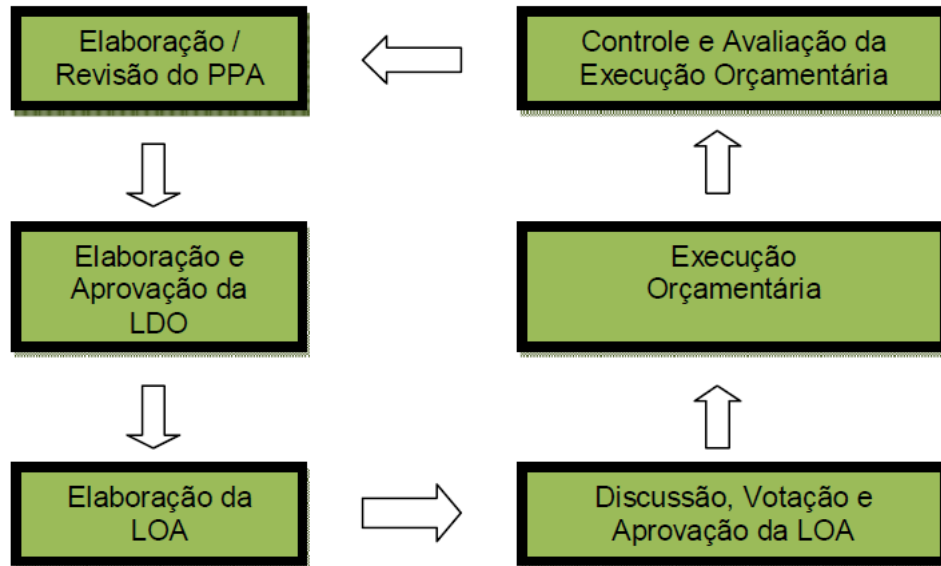 Elaboração /
Revisão do PPA
Controle e Avaliação da
Execução Orçamentária
Elaboração e
Aprovação da
LDO
Execução
Orçamentária
Elaboração da
LOA
Discussão, Votação e
Aprovação da LOA